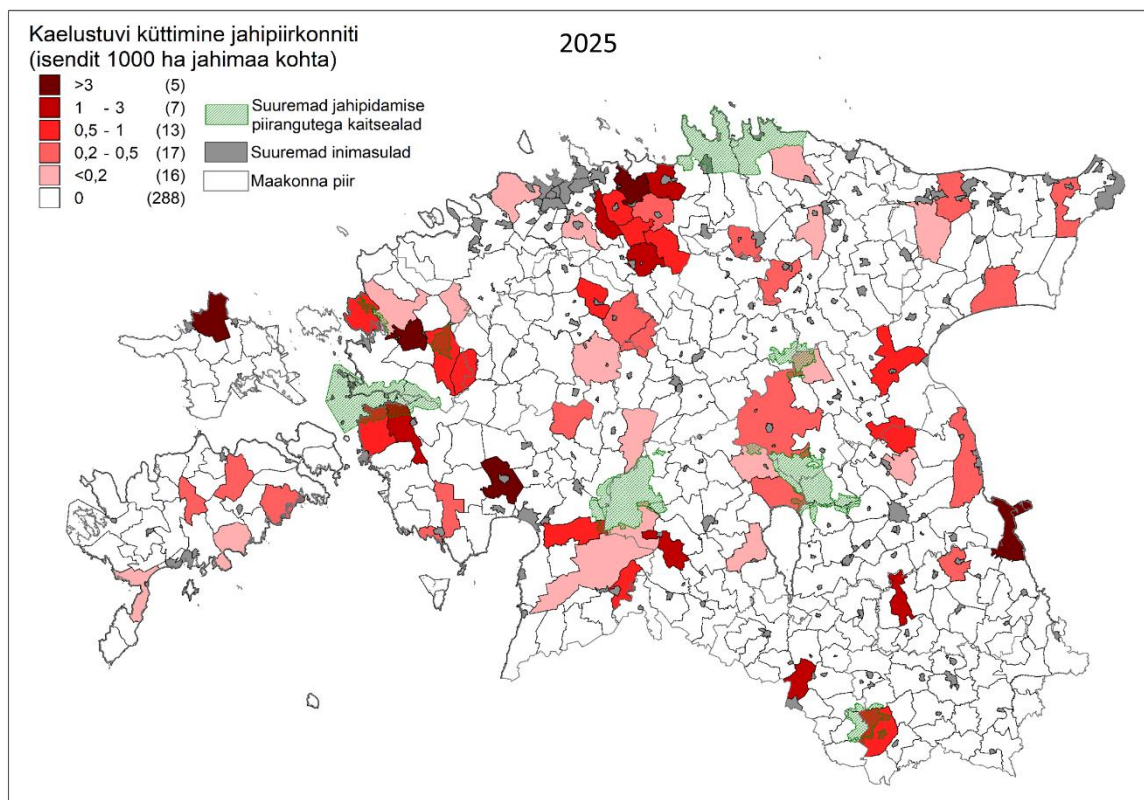 Kaelustuvi küttimine jahipiirkonniti
(isendit 1000 ha jahimaa kohta)
2025
>3 (5)
1 - 3 (7)
0,5 - 1 (13)
0,2 - 0,5 (17)
<0,2 (16)
0 (288)
Suuremad jahipidamise
piirangutega kaitsealad
Suuremad inimasulad
Maakonna piir